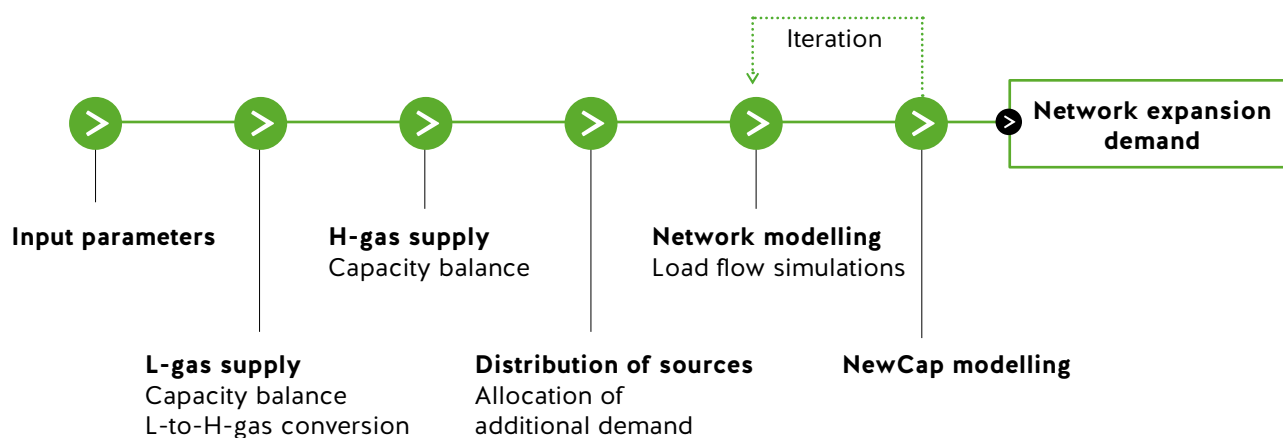 Iteration
Network expansion
demand
Input parameters
H-gas supply
Capacity balance
Network modelling
Load flow simulations
L-gas supply
Capacity balance
L-to-H-gas conversion
Distribution of sources
Allocation of
additional demand
NewCap modelling